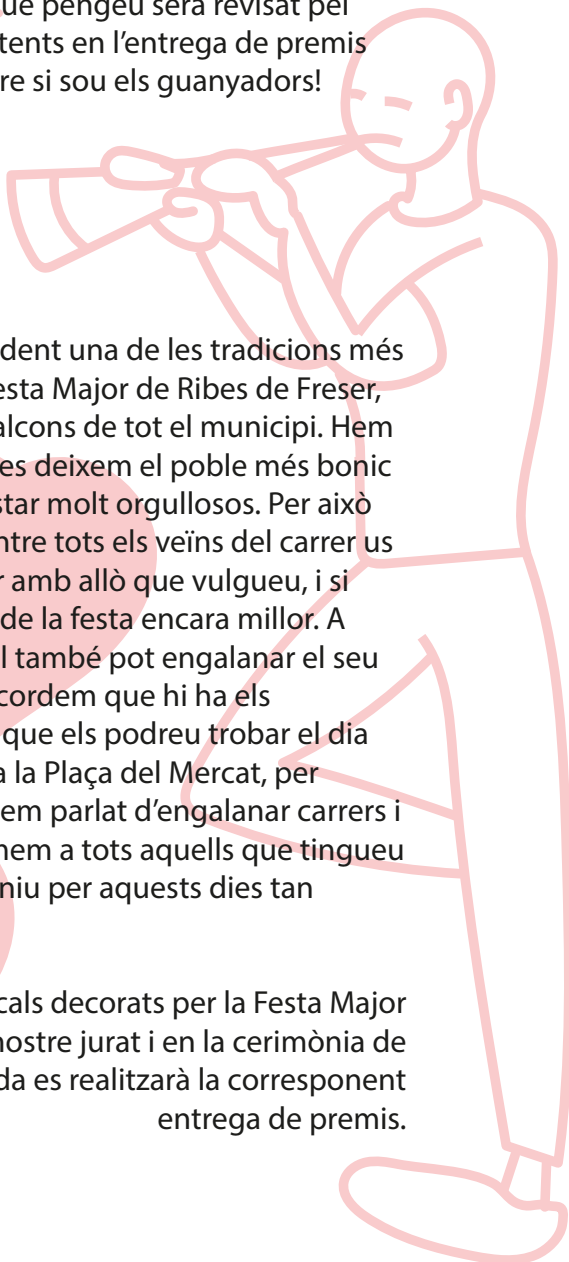 ue pengeu serà revisat pel
tents en l’entrega de premis
re si sou els guanyadors!
dent una de les tradicions més
esta Major de Ribes de Freser,
alcons de tot el municipi. Hem
es deixem el poble més bonic
star molt orgullosos. Per això
ntre tots els veïns del carrer us
r amb allò que vulgueu, i si
de la festa encara millor. A
l també pot engalanar el seu
cordem que hi ha els
que els podreu trobar el dia
a la Plaça del Mercat, per
em parlat d’engalanar carrers i
nem a tots aquells que tingueu
niu per aquests dies tan
cals decorats per la Festa Major
nostre jurat i en la cerimònia de
da es realitzarà la corresponent
entrega de premis.